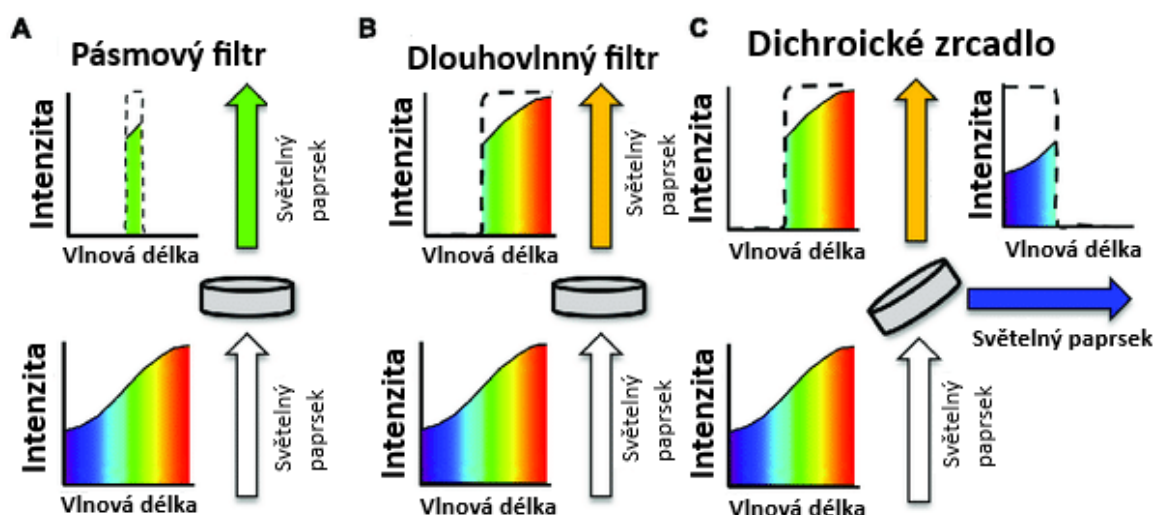 A
Pásmový filtr
Intenzita
Vlnová délka
Světelný
paprsek
Intenzita
Vlnová délka
Světelný
paprsek
B
Dlouhovlnný filtr
Intenzita
Vlnová délka
Světelný
paprsek
Intenzita
Vlnová délka
Světelný
paprsek
C
Dichroické zrcadlo
Intenzita
Vlnová délka
Intenzita
Vlnová délka
Světelný paprsek
Intenzita
Vlnová délka
Světelný
paprsek